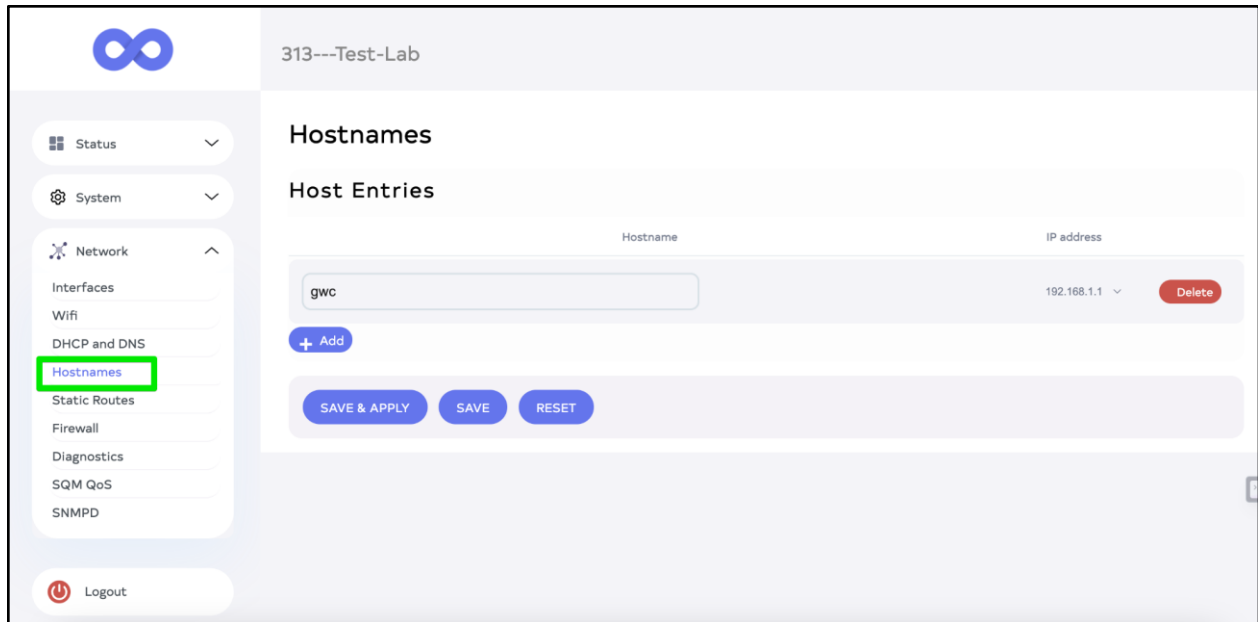 313---Test-Lab
Status
System
Network
Interfaces
Wifi
DHCP and DNS
Hostnames
Static Routes
Firewall
Diagnostics
SQM QoS
SNMPD
Logout
Hostnames
Host Entries
Hostname IP address
gwc 192.168.1.1 Delete
+ Add
SAVE & APPLY SAVE RESET